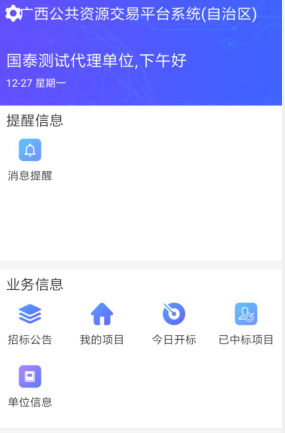 广西公共资源交易平台系统(自治区)
国泰测试代理单位,下午好
12-27 星期一
提醒信息
消息提醒
业务信息
招标公告 我的项目 今日开标 已中标项目
单位信息